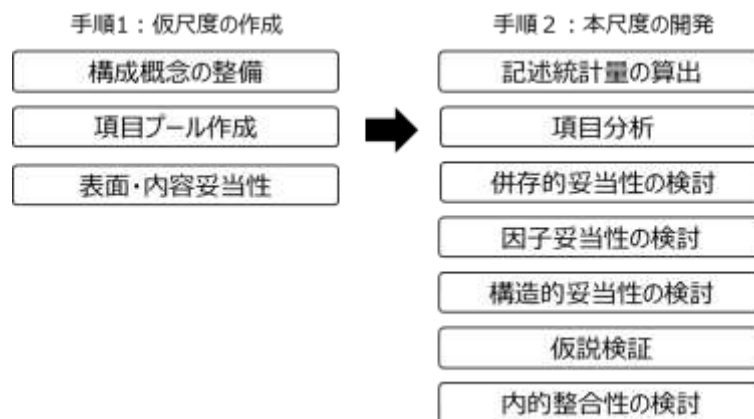 手順1：仮尺度の作成
構成概念の整備
項目プール作成
表面・内容妥当性
手順２：本尺度の開発
記述統計量の算出
項目分析
併存的妥当性の検討
因子妥当性の検討
構造的妥当性の検討
仮説検証
内的整合性の検討